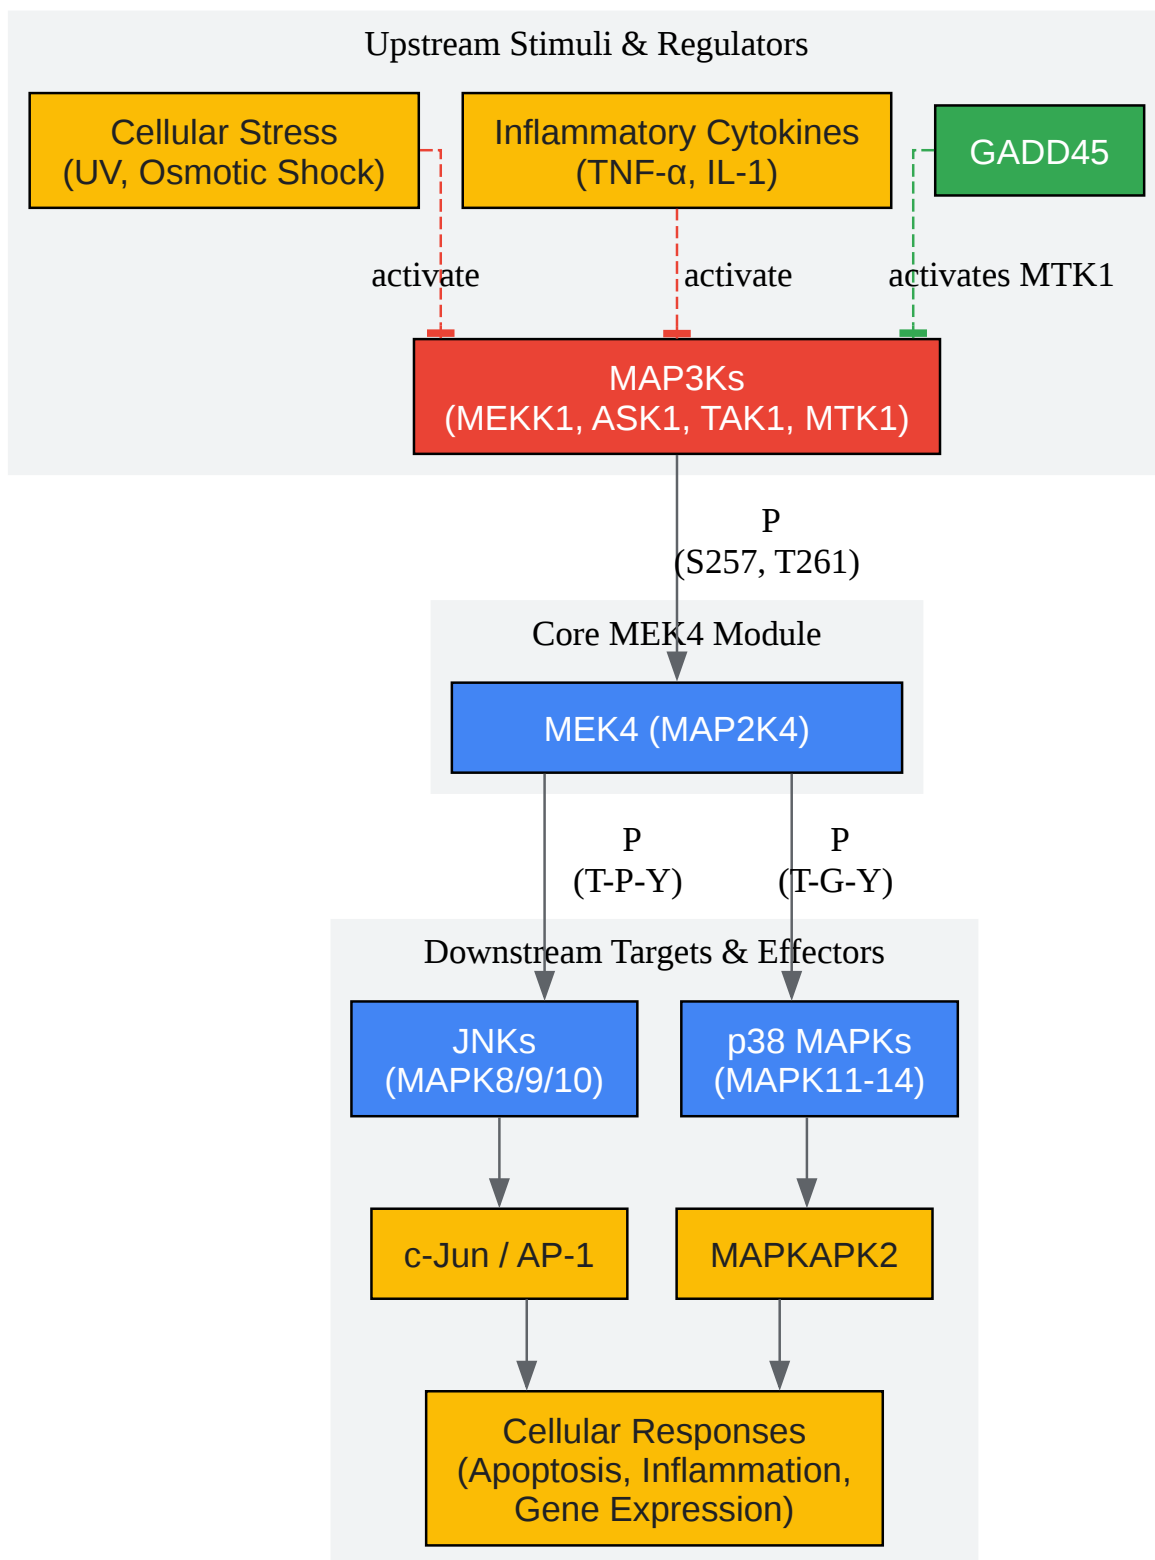 Upstream Stimuli & Regulators
Cellular Stress
(UV, Osmotic Shock)
Inflammatory Cytokines
(TNF-α, IL-1)
GADD45
activate
activate
activates MTK1
MAP3Ks
(MEKK1, ASK1, TAK1, MTK1)
P
(S257, T261)
Core MEK4 Module
MEK4 (MAP2K4)
P
(T-P-Y)
P
(T-G-Y)
Downstream Targets & Effectors
JNKs
(MAPK8/9/10)
p38 MAPKs
(MAPK11-14)
c-Jun / AP-1
MAPKAPK2
Cellular Responses
(Apoptosis, Inflammation,
Gene Expression)